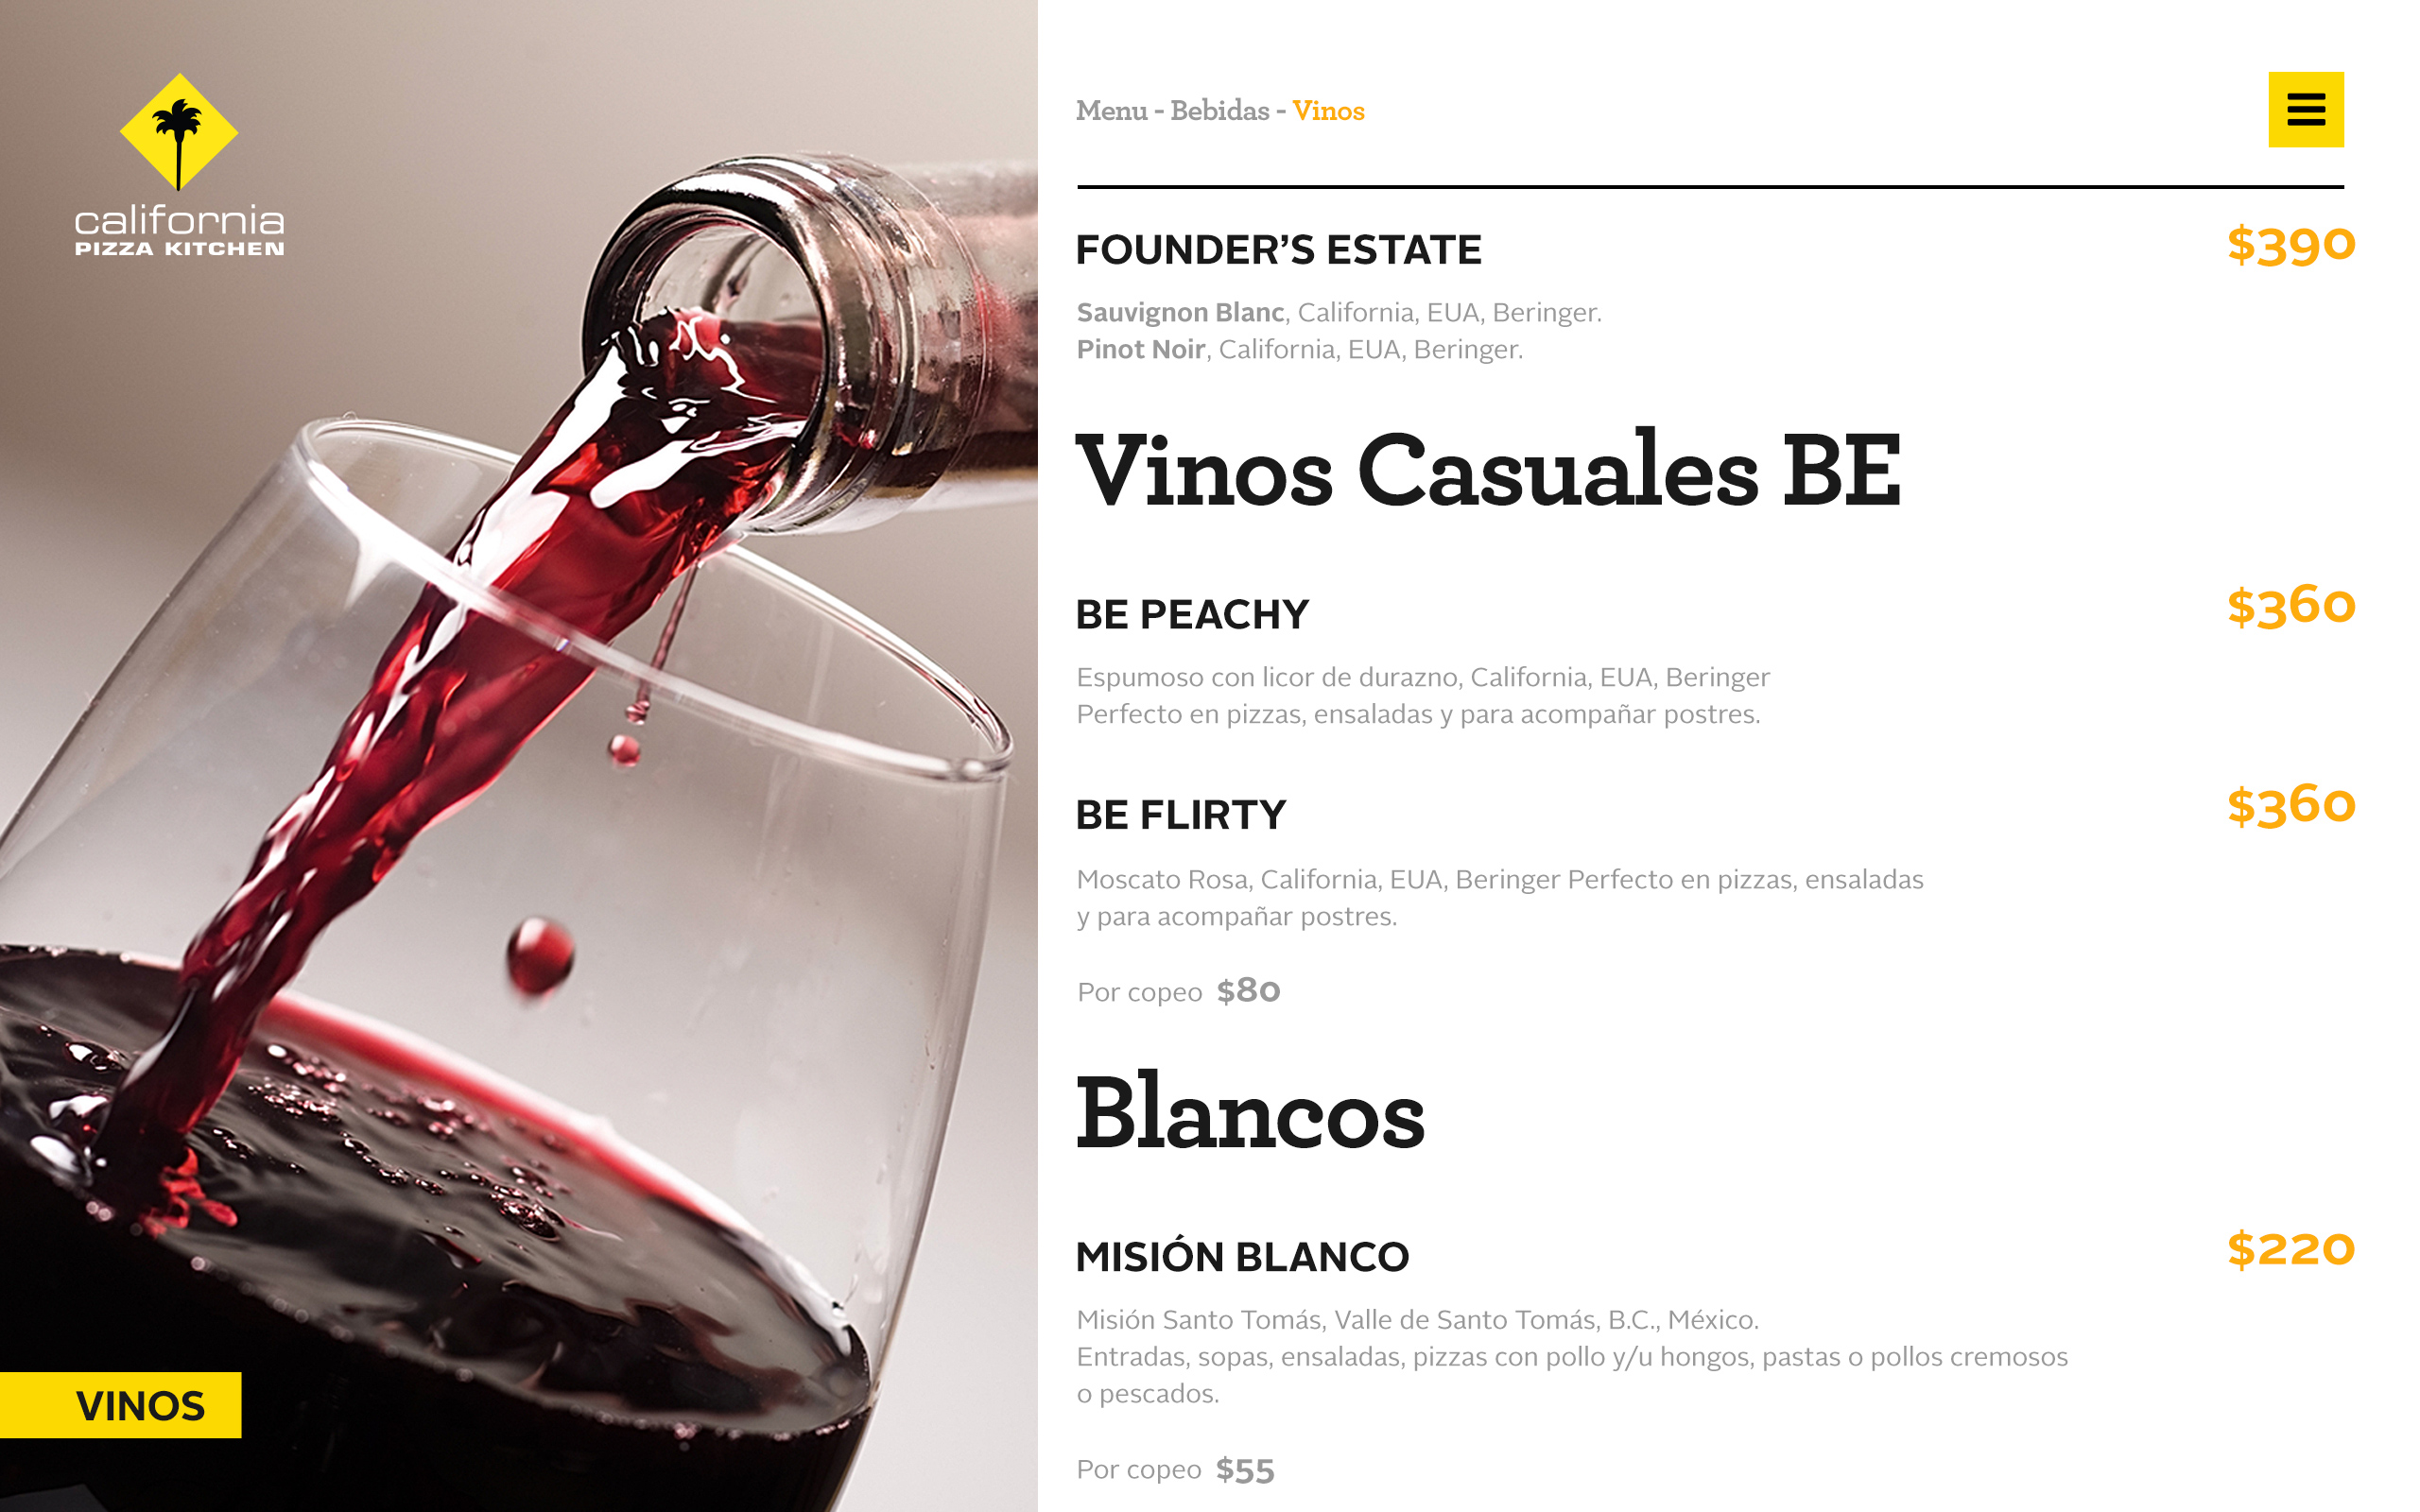 california
PIZZA KITCHEN
VINOS
Menu - Bebidas - Vinos
FOUNDER’S ESTATE $390
Sauvignon Blanc, California, EUA, Beringer.
Pinot Noir, California, EUA, Beringer.
Vinos Casuales BE
BE PEACHY $360
Espumoso con licor de durazno, California, EUA, Beringer
Perfecto en pizzas, ensaladas y para acompañar postres.
BE FLIRTY $360
Moscato Rosa, California, EUA, Beringer Perfecto en pizzas, ensaladas
y para acompañar postres.
Por copeo $80
Blancos
MISIÓN BLANCO $220
Misión Santo Tomás, Valle de Santo Tomás, B.C., México.
Entradas, sopas, ensaladas, pizzas con pollo y/u hongos, pastas o pollos cremosos
o pescados.
Por copeo $55